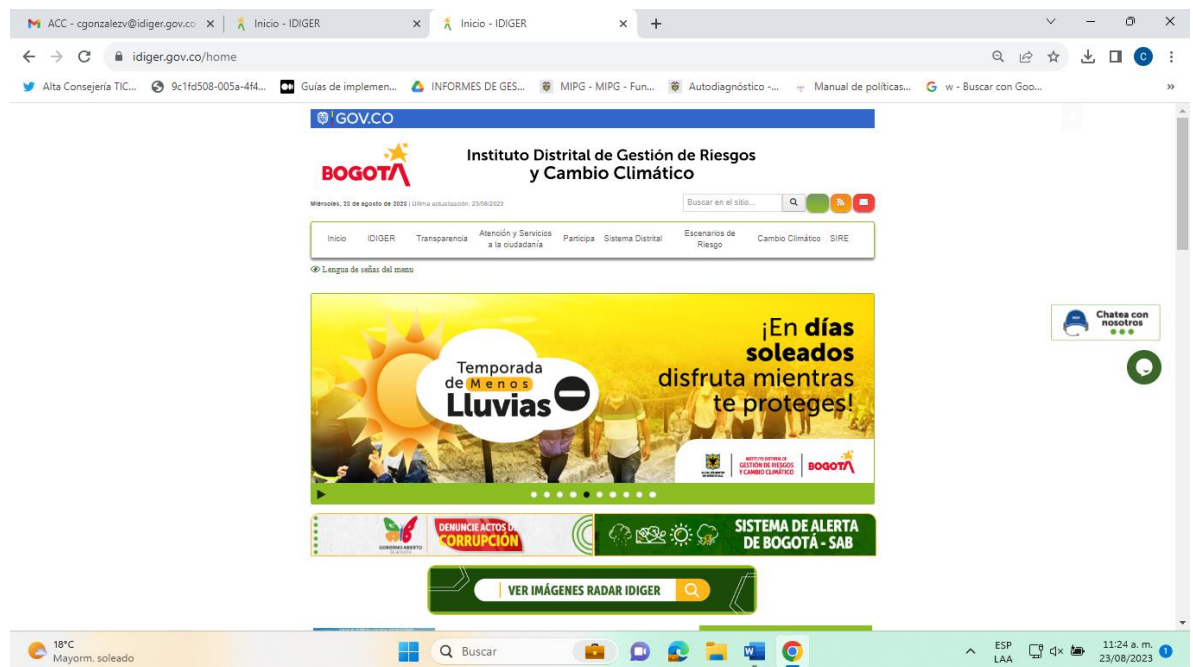 ACC - cgonzalezv@idiger.gov.co
Inicio - IDIGER
Inicio - IDIGER
idiger.gov.co/home
Alta Consejería TIC...
9c1fd508-005a-4f4...
Guías de implemen...
INFORMES DE GES...
MIPG - MIPG - Fun...
Autodiagnóstico -...
Manual de políticas...
w - Buscar con Goo...
GOV.CO
BOGOTÁ
Instituto Distrital de Gestión de Riesgos
y Cambio Climático
Miércoles, 23 de agosto de 2023 | Última actualización: 23/08/2023
Buscar en el sitio...
Inicio
IDIGER
Transparencia
Atención y Servicios
a la ciudadanía
Participa
Sistema Distrital
Escenarios de
Riesgo
Cambio Climático
SIRE
Lengua de señas del menu
Temporada
de Menos
Lluvias
¡En días
soleados
disfruta mientras
te proteges!
INSTITUTO DISTRITAL DE
GESTIÓN DE RIESGOS
Y CAMBIO CLIMÁTICO
BOGOTÁ
Chatea con
nosotros
GOBIERNO ABIERTO
DENUNCIE ACTOS DE
CORRUPCIÓN
SISTEMA DE ALERTA
DE BOGOTÁ - SAB
VER IMÁGENES RADAR IDIGER
18°C
Mayorm. soleado
Buscar
ESP
LAA
11:24 a. m.
23/08/2023
1